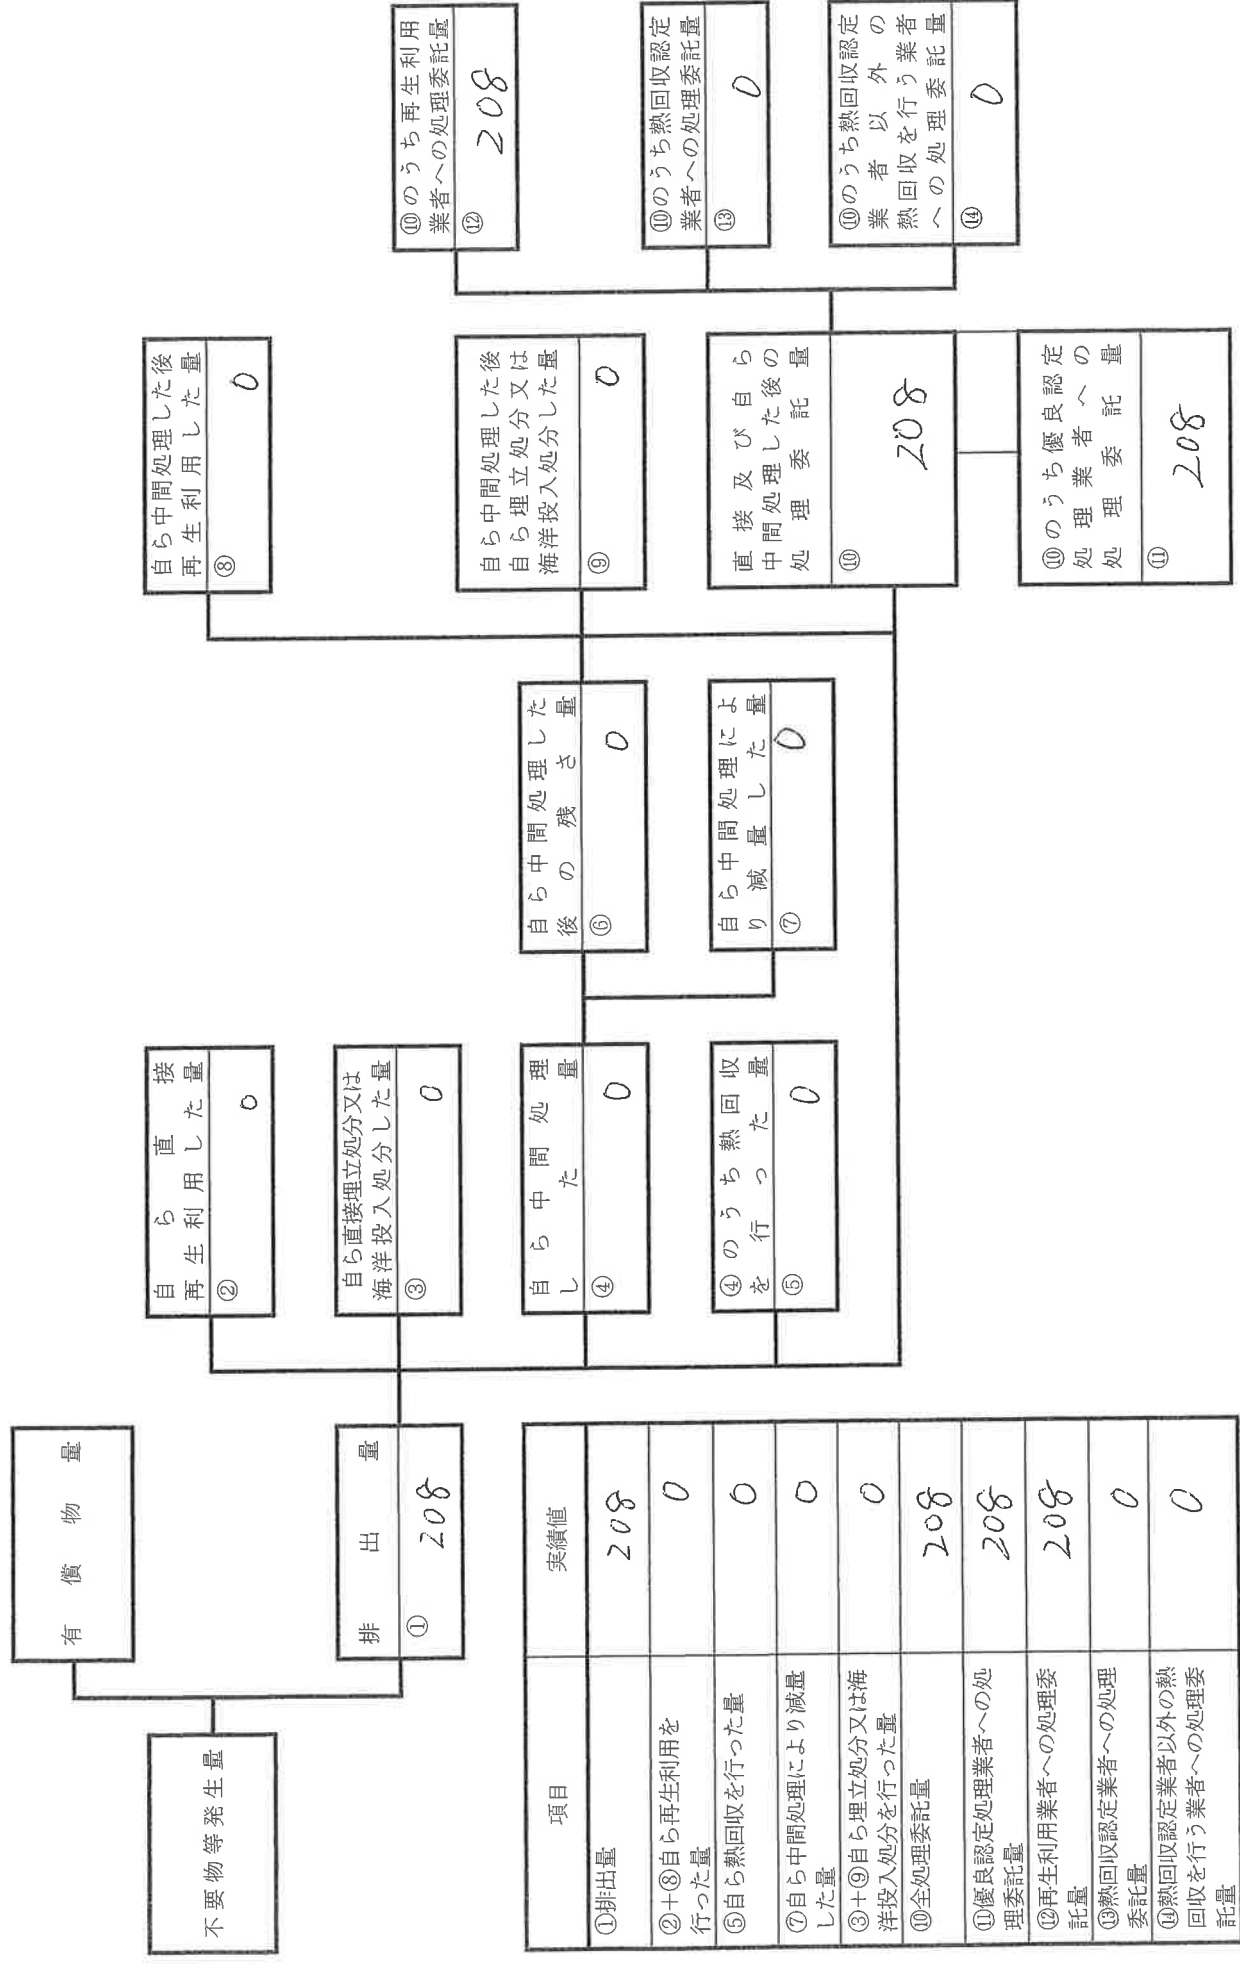 不要物等発生量
有償物量
排出量
①
208
自ら直接
再生利用した量
②
0
自ら直接埋立処分又は
海洋投入処分した量
③
0
自ら中間処理
した量
④
0
④のうち熱回収
を行った量
⑤
0
自ら中間処理した
後の残さ量
⑥
0
自ら中間処理によ
り減量した量
⑦
0
自ら中間処理した後
再生利用した量
⑧
0
自ら中間処理した後
自ら埋立処分又は
海洋投入処分した量
⑨
0
直接及び自ら
中間処理した後の
処理委託量
⑩
208
⑩のうち優良認定
処理業者への
処理委託量
⑪
208
⑩のうち再生利用
業者への処理委託量
⑫
208
⑩のうち熱回収認定
業者への処理委託量
⑬
0
⑩のうち熱回収認定
業者以外の
熱回収を行う業者
への処理委託量
⑭
0
項目 実績値
①排出量 208
②+⑧自ら再生利用を
行った量 0
⑤自ら熱回収を行った量 0
⑦自ら中間処理により減量
した量 0
③+⑨自ら埋立処分又は海
洋投入処分を行った量 0
⑩全処理委託量 208
⑪優良認定処理業者への処
理委託量 208
⑫再生利用業者への処理委
託量 208
⑬熱回収認定業者への処理
委託量 0
⑭熱回収認定業者以外の熱
回収を行う業者への処理委
託量 0